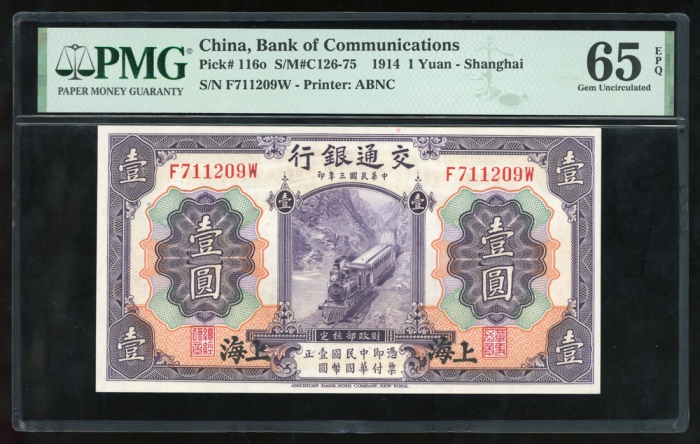 PMG
PAPER MONEY GUARANTY
China, Bank of Communications
Pick# 116o S/M#C126-75 1914 1 Yuan - Shanghai
S/N F711209W - Printer: ABNC
65 EPQ
Gem Uncirculated
交通銀行
中華民國三年印
壹
壹
F711209W
F711209W
壹
壹
壹圓
壹圓
財政部核定
上海
上海
壹
壹
憑票即付中華民國國幣壹圓正
AMERICAN BANK NOTE COMPANY, NEW YORK.